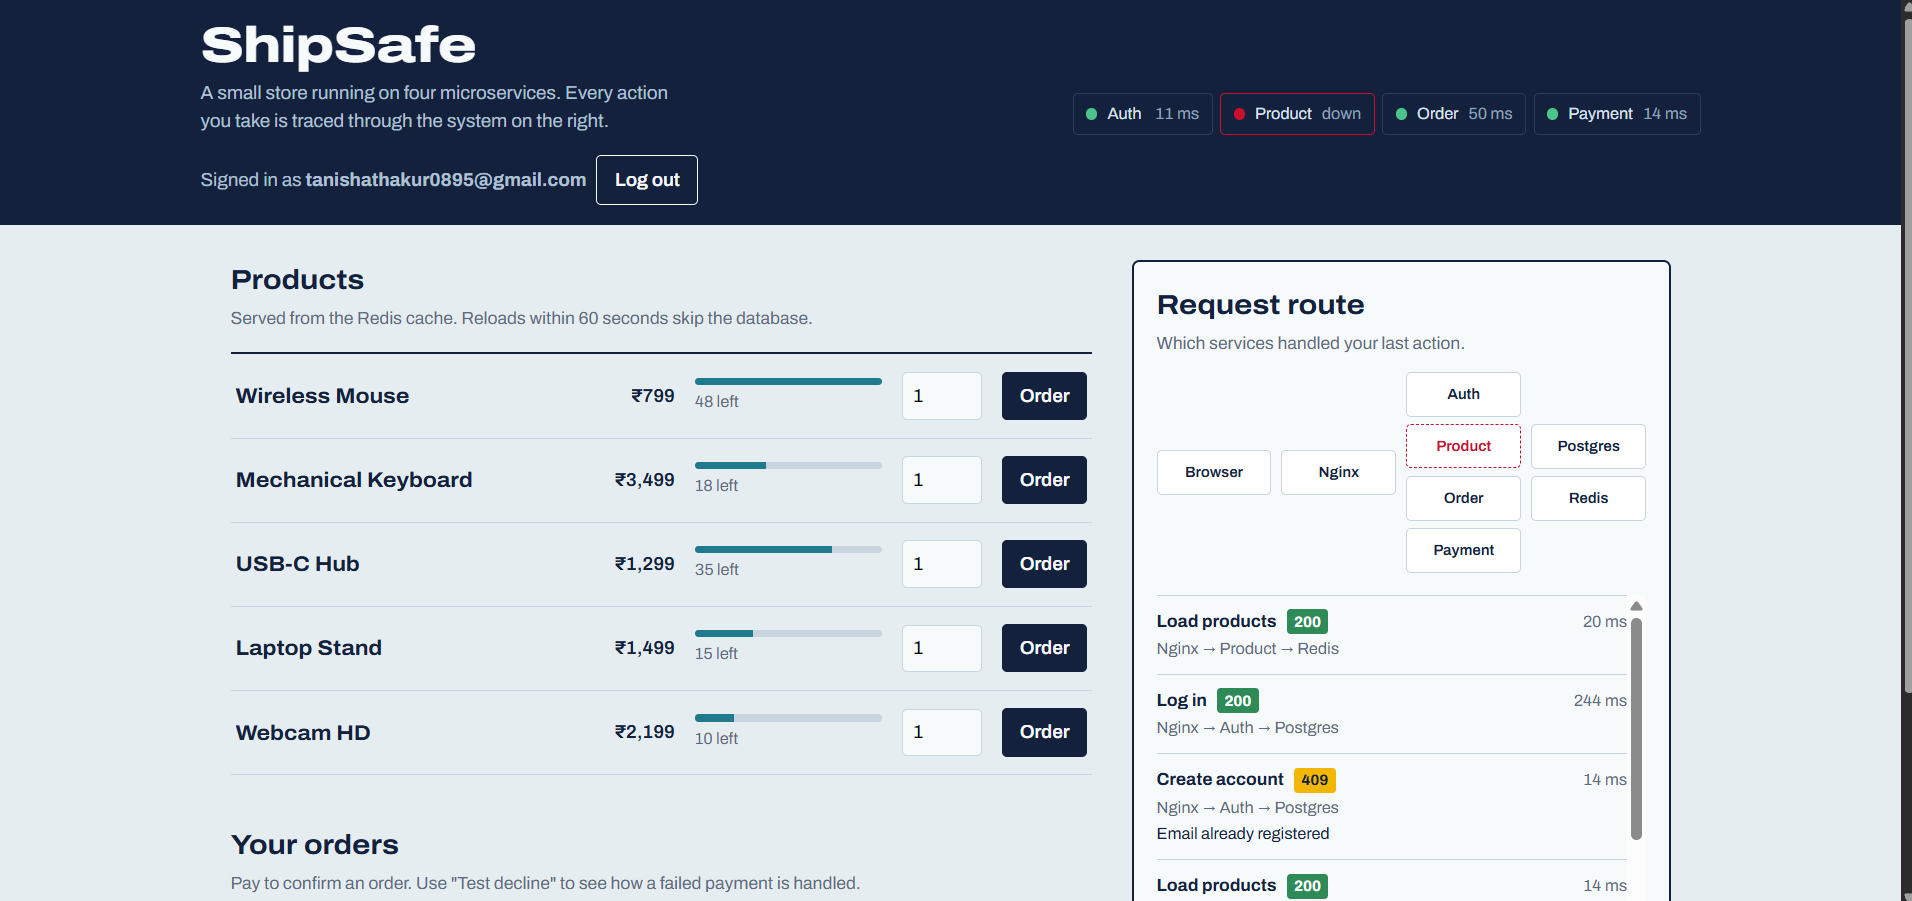 ShipSafe
A small store running on four microservices. Every action
you take is traced through the system on the right.
Signed in as tanishathakur0895@gmail.com Log out
Auth 11 ms Product down Order 50 ms Payment 14 ms
Products
Served from the Redis cache. Reloads within 60 seconds skip the database.
Wireless Mouse ₹799 48 left 1 Order
Mechanical Keyboard ₹3,499 18 left 1 Order
USB-C Hub ₹1,299 35 left 1 Order
Laptop Stand ₹1,499 15 left 1 Order
Webcam HD ₹2,199 10 left 1 Order
Your orders
Pay to confirm an order. Use "Test decline" to see how a failed payment is handled.
Request route
Which services handled your last action.
Auth
Product Postgres
Browser Nginx
Order Redis
Payment
Load products 200 20 ms
Nginx → Product → Redis
Log in 200 244 ms
Nginx → Auth → Postgres
Create account 409 14 ms
Nginx → Auth → Postgres
Email already registered
Load products 200 14 ms